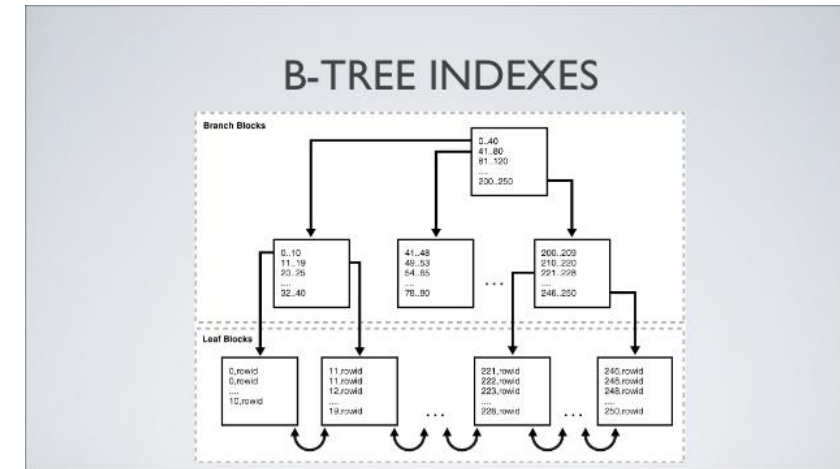 B-TREE INDEXES
Branch Blocks
0..40
41..80
81..120
....
200..250
0..10
11..19
20..25
....
32..40
41..48
49..53
54..65
....
78..80
...
200..209
210..220
221..228
....
246..250
Leaf Blocks
0,rowid
0,rowid
....
10,rowid
11,rowid
11,rowid
12,rowid
....
19,rowid
...
221,rowid
222,rowid
223,rowid
....
228,rowid
...
246,rowid
248,rowid
248,rowid
....
250,rowid